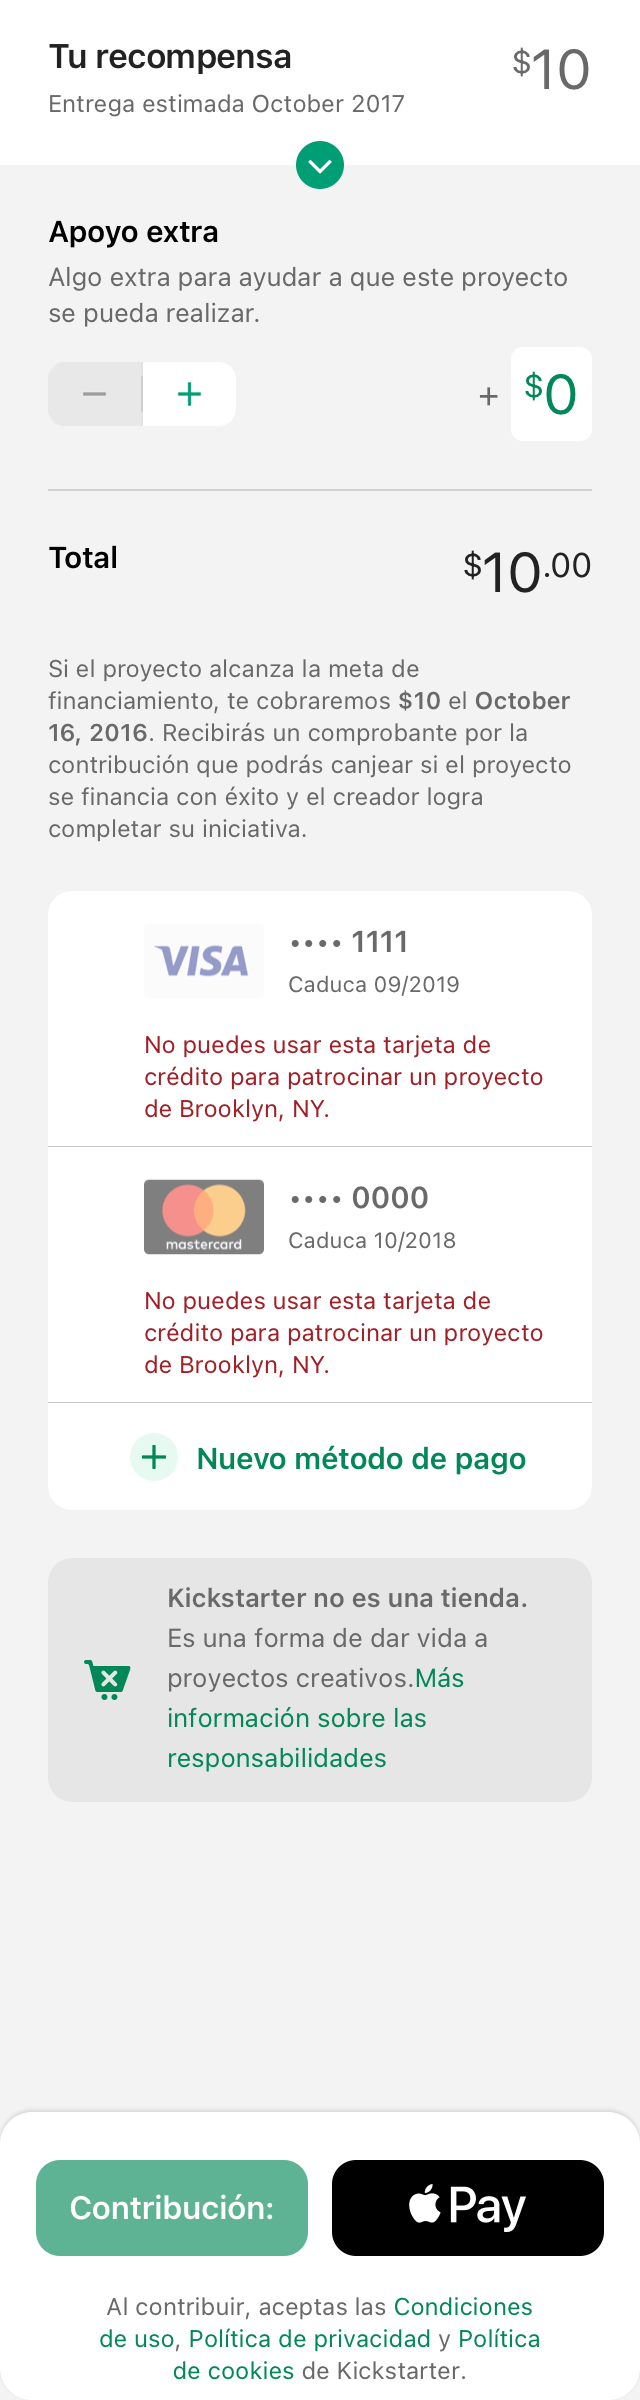 Tu recompensa
$10
Entrega estimada October 2017
Apoyo extra
Algo extra para ayudar a que este proyecto
se pueda realizar.
− +
+ $0
Total
$10.00
Si el proyecto alcanza la meta de
financiamiento, te cobraremos $10 el October
16, 2016. Recibirás un comprobante por la
contribución que podrás canjear si el proyecto
se financia con éxito y el creador logra
completar su iniciativa.
VISA
•••• 1111
Caduca 09/2019
No puedes usar esta tarjeta de
crédito para patrocinar un proyecto
de Brooklyn, NY.
mastercard
•••• 0000
Caduca 10/2018
No puedes usar esta tarjeta de
crédito para patrocinar un proyecto
de Brooklyn, NY.
+ Nuevo método de pago
Kickstarter no es una tienda.
Es una forma de dar vida a
proyectos creativos.Más
información sobre las
responsabilidades
Contribución:
Pay
Al contribuir, aceptas las Condiciones
de uso, Política de privacidad y Política
de cookies de Kickstarter.